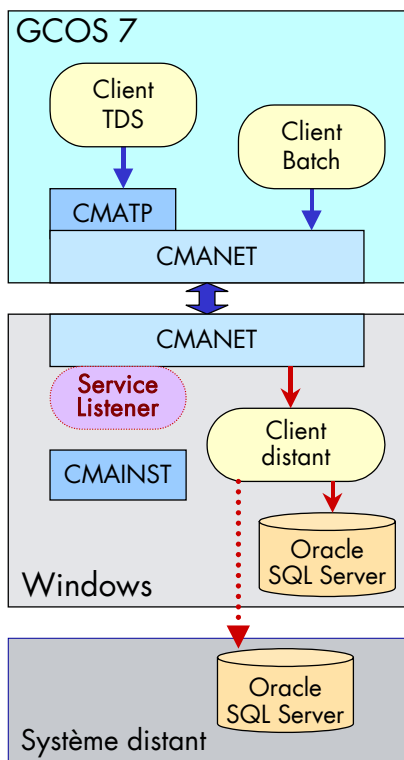 GCOS 7
Client
TDS
Client
Batch
CMATP
CMANET
CMANET
Service
Listener
Client
distant
CMAINST
Oracle
SQL Server
Windows
Oracle
SQL Server
Système distant